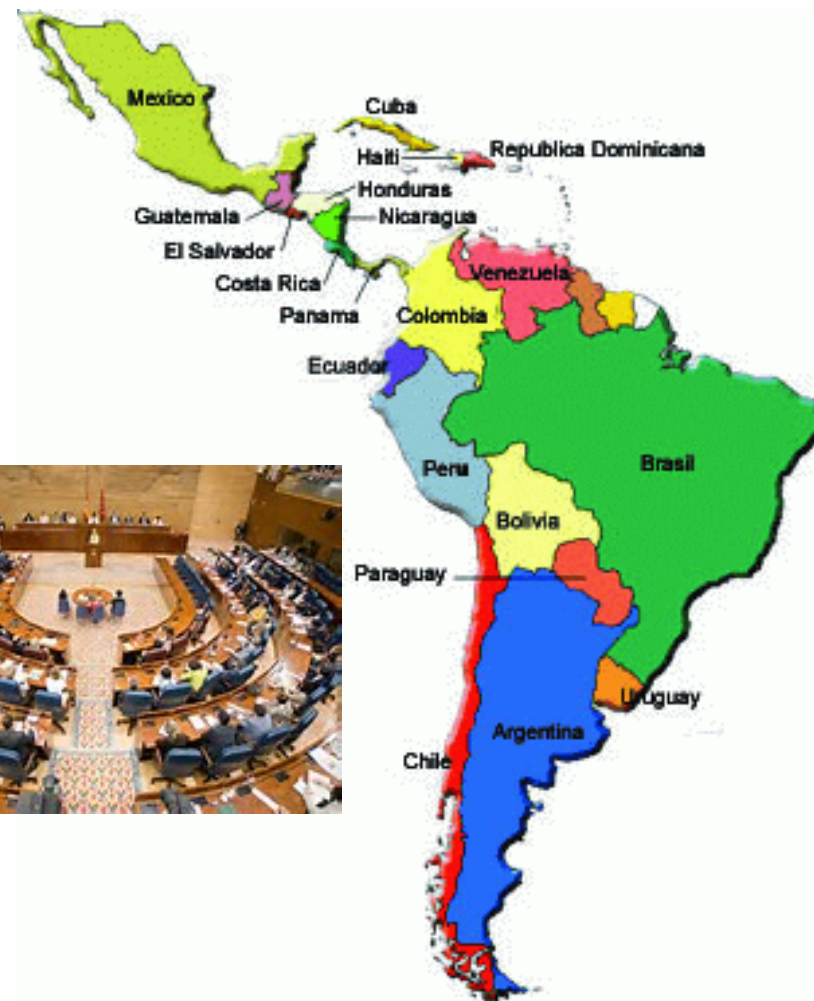 Mexico
Cuba
Haiti
Republica Dominicana
Honduras
Guatemala
Nicaragua
El Salvador
Costa Rica
Venezuela
Panama
Colombia
Ecuador
Peru
Brasil
Bolivia
Paraguay
Uruguay
Argentina
Chile